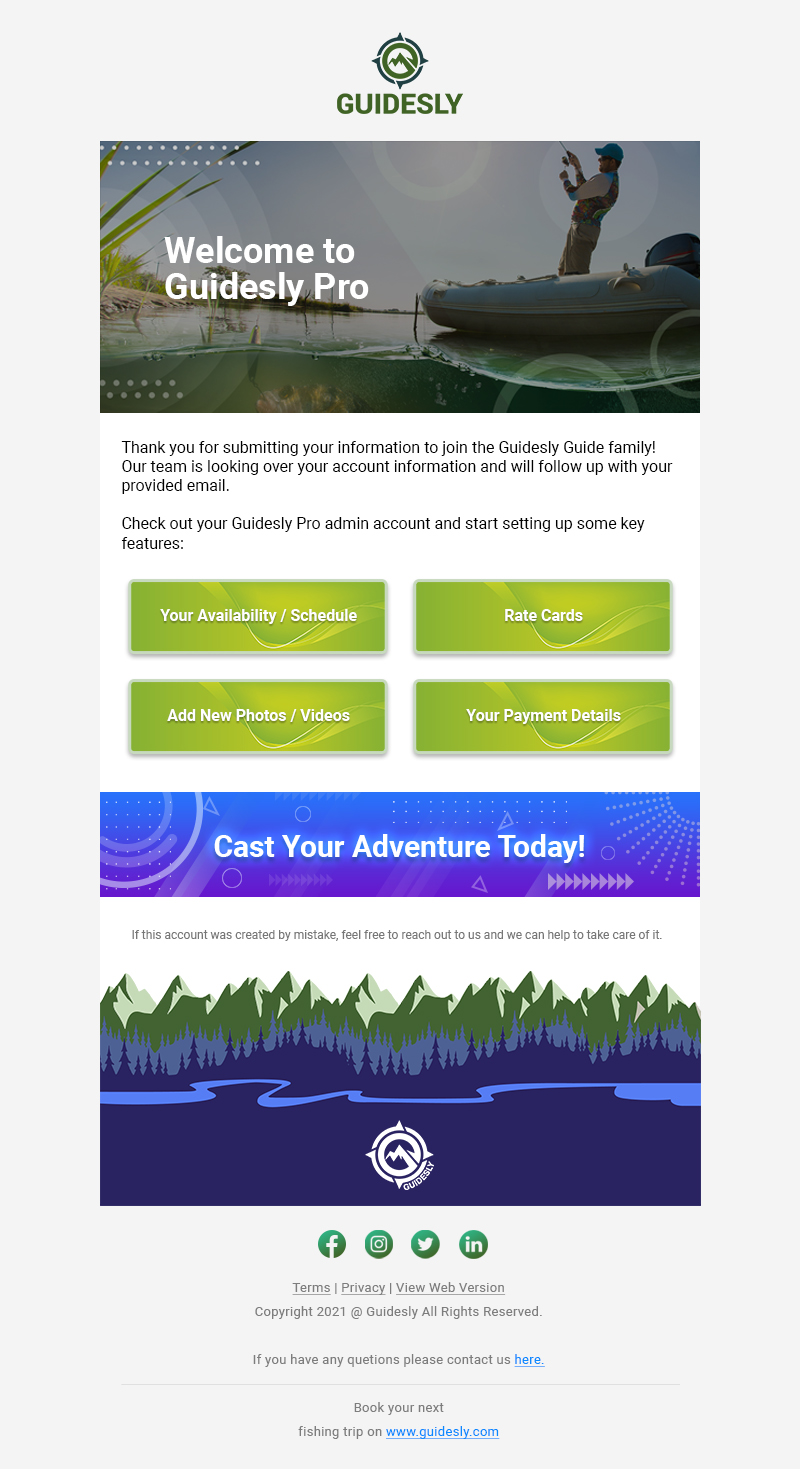 GUIDESLY
Welcome to
Guidesly Pro
Thank you for submitting your information to join the Guidesly Guide family!
Our team is looking over your account information and will follow up with your
provided email.
Check out your Guidesly Pro admin account and start setting up some key
features:
Your Availability / Schedule
Rate Cards
Add New Photos / Videos
Your Payment Details
Cast Your Adventure Today!
If this account was created by mistake, feel free to reach out to us and we can help to take care of it.
GUIDESLY
Terms | Privacy | View Web Version
Copyright 2021 @ Guidesly All Rights Reserved.
If you have any quetions please contact us here.
Book your next
fishing trip on www.guidesly.com